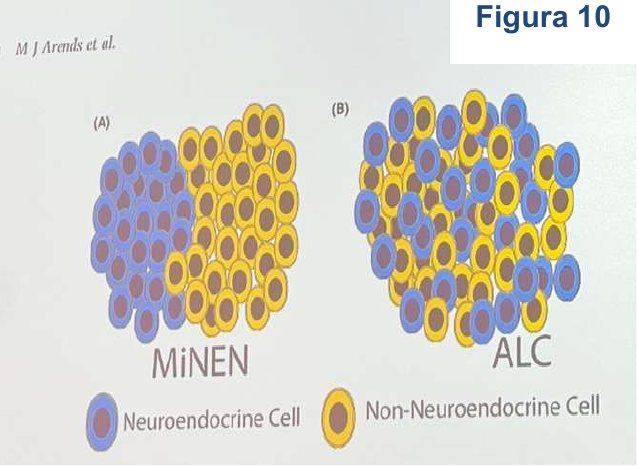 Figura 10
M J Arends et al.
(A)
(B)
MiNEN
ALC
Neuroendocrine Cell
Non-Neuroendocrine Cell